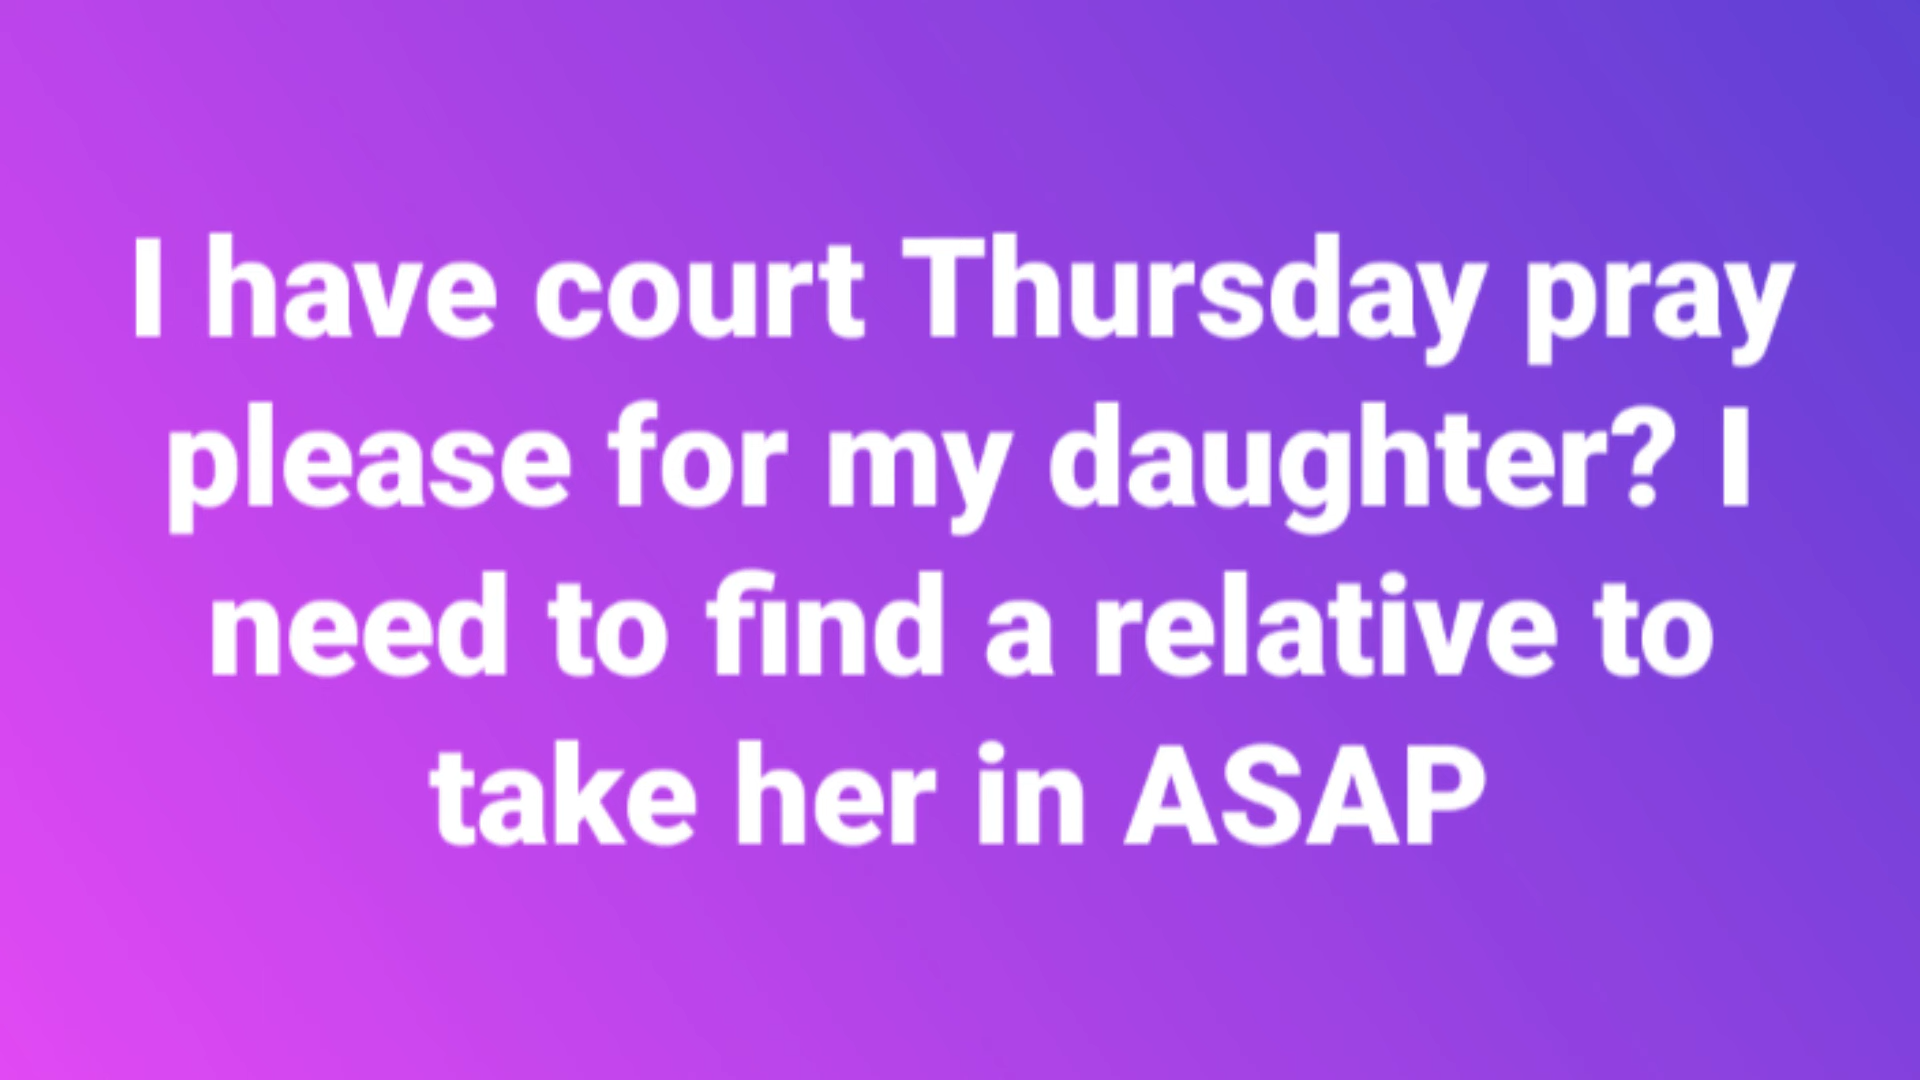 I have court Thursday pray
please for my daughter? I
need to find a relative to
take her in ASAP